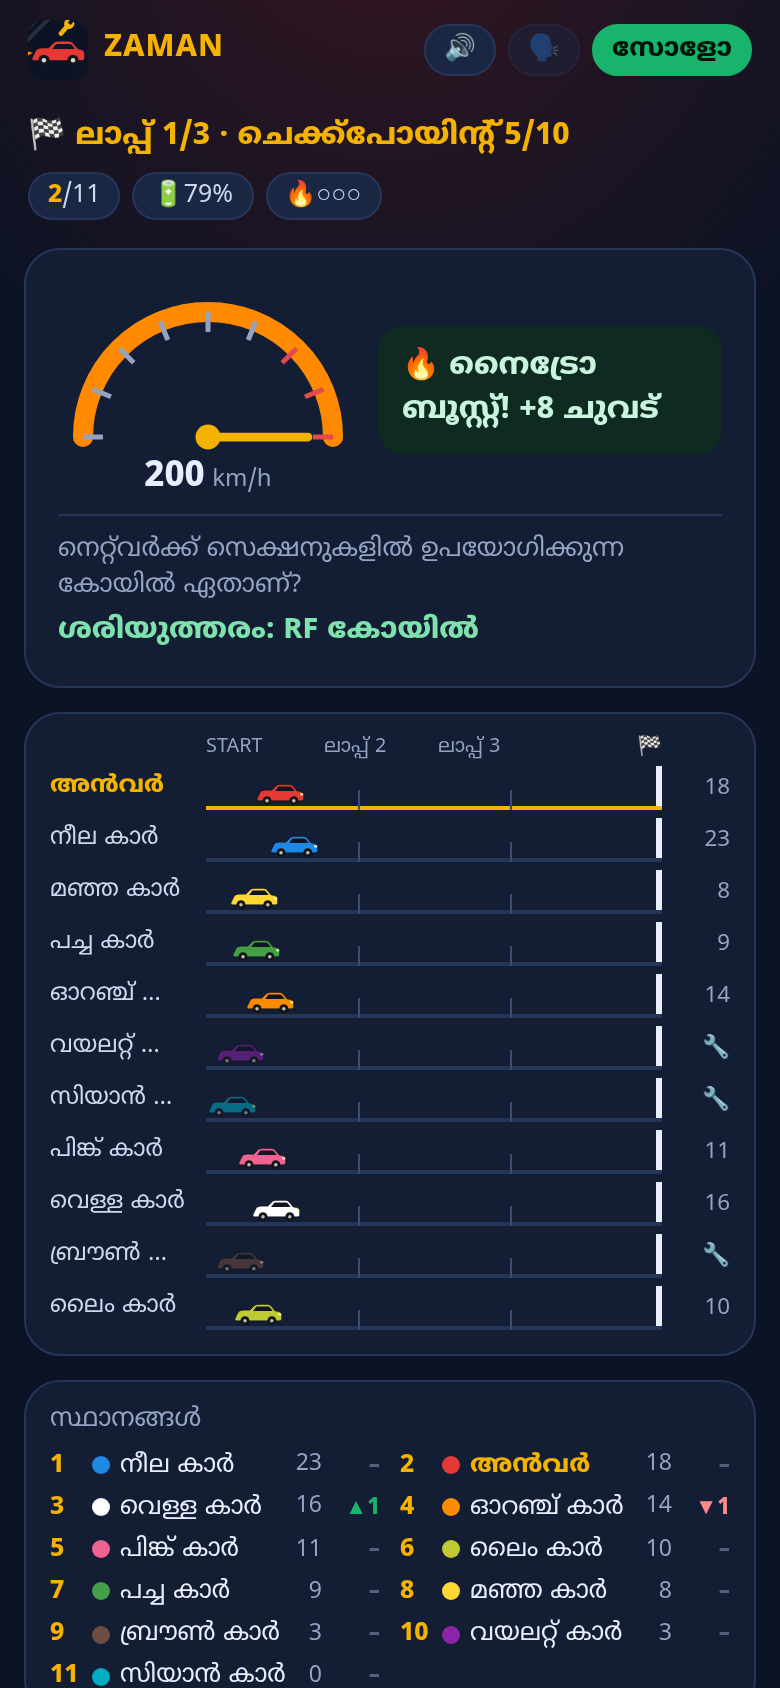 ZAMAN
സോളോ
ലാപ്പ് 1/3 · ചെക്ക്പോയിന്റ് 5/10
2/11
79%
നൈട്രോ
ബൂസ്റ്റ്! +8 ചുവട്
200 km/h
നെറ്റ്‌വർക്ക് സെക്ഷനുകളിൽ ഉപയോഗിക്കുന്ന
കോയിൽ ഏതാണ്?
ശരിയുത്തരം: RF കോയിൽ
START ലാപ്പ് 2 ലാപ്പ് 3
അൻവർ 18
നീല കാർ 23
മഞ്ഞ കാർ 8
പച്ച കാർ 9
ഓറഞ്ച് ... 14
വയലറ്റ് ...
സിയാൻ ...
പിങ്ക് കാർ 11
വെള്ള കാർ 16
ബ്രൗൺ ...
ലൈം കാർ 10
സ്ഥാനങ്ങൾ
1 നീല കാർ 23 – 2 അൻവർ 18 –
3 വെള്ള കാർ 16 ▲1 4 ഓറഞ്ച് കാർ 14 ▼1
5 പിങ്ക് കാർ 11 – 6 ലൈം കാർ 10 –
7 പച്ച കാർ 9 – 8 മഞ്ഞ കാർ 8 –
9 ബ്രൗൺ കാർ 3 – 10 വയലറ്റ് കാർ 3 –
11 സിയാൻ കാർ 0 –